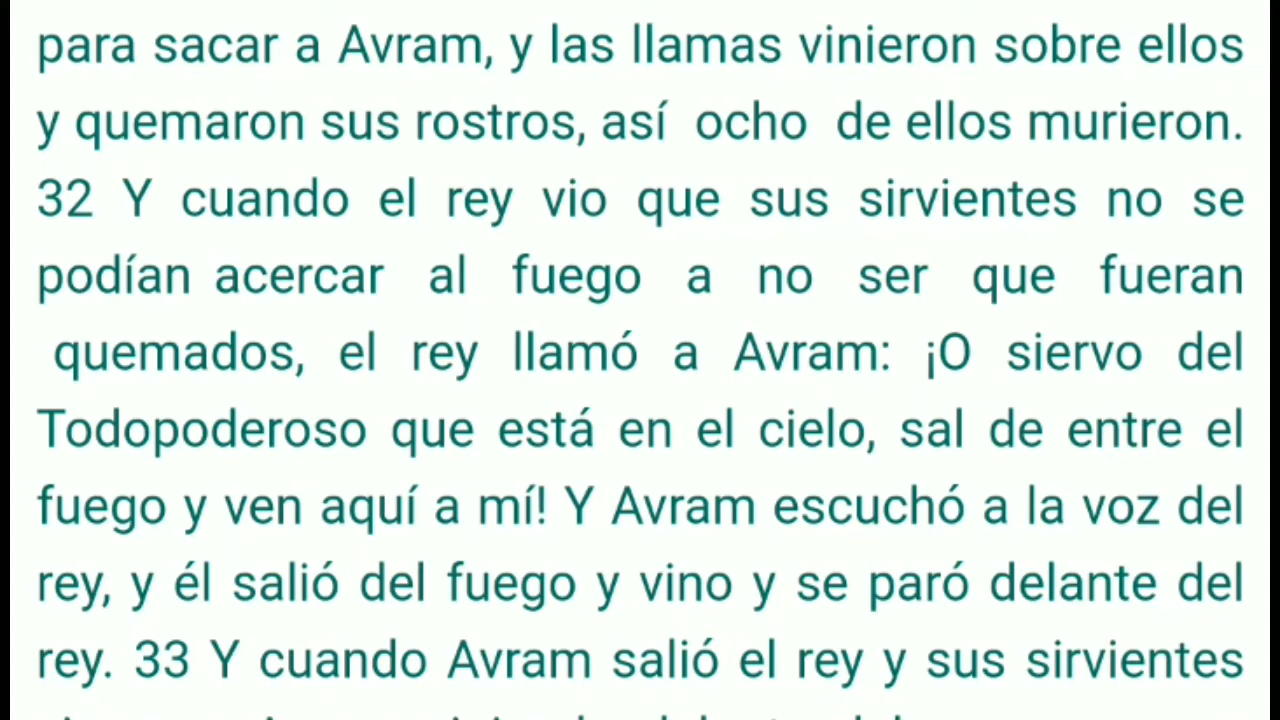 para sacar a Avram, y las llamas vinieron sobre ellos
y quemaron sus rostros, así ocho de ellos murieron.
32 Y cuando el rey vio que sus sirvientes no se
podían acercar al fuego a no ser que fueran
quemados, el rey llamó a Avram: ¡O siervo del
Todopoderoso que está en el cielo, sal de entre el
fuego y ven aquí a mí! Y Avram escuchó a la voz del
rey, y él salió del fuego y vino y se paró delante del
rey. 33 Y cuando Avram salió el rey y sus sirvientes